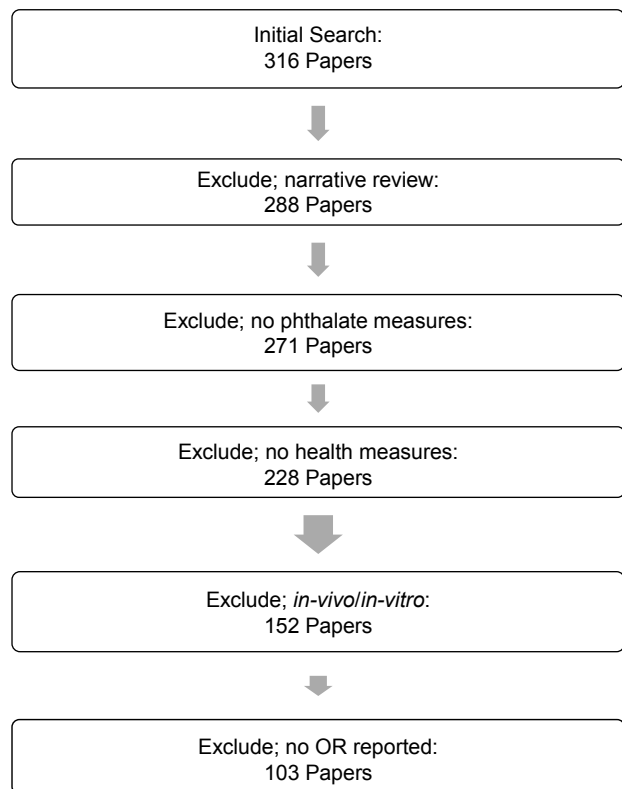 Initial Search:
316 Papers
Exclude; narrative review:
288 Papers
Exclude; no phthalate measures:
271 Papers
Exclude; no health measures:
228 Papers
Exclude; in-vivo/in-vitro:
152 Papers
Exclude; no OR reported:
103 Papers